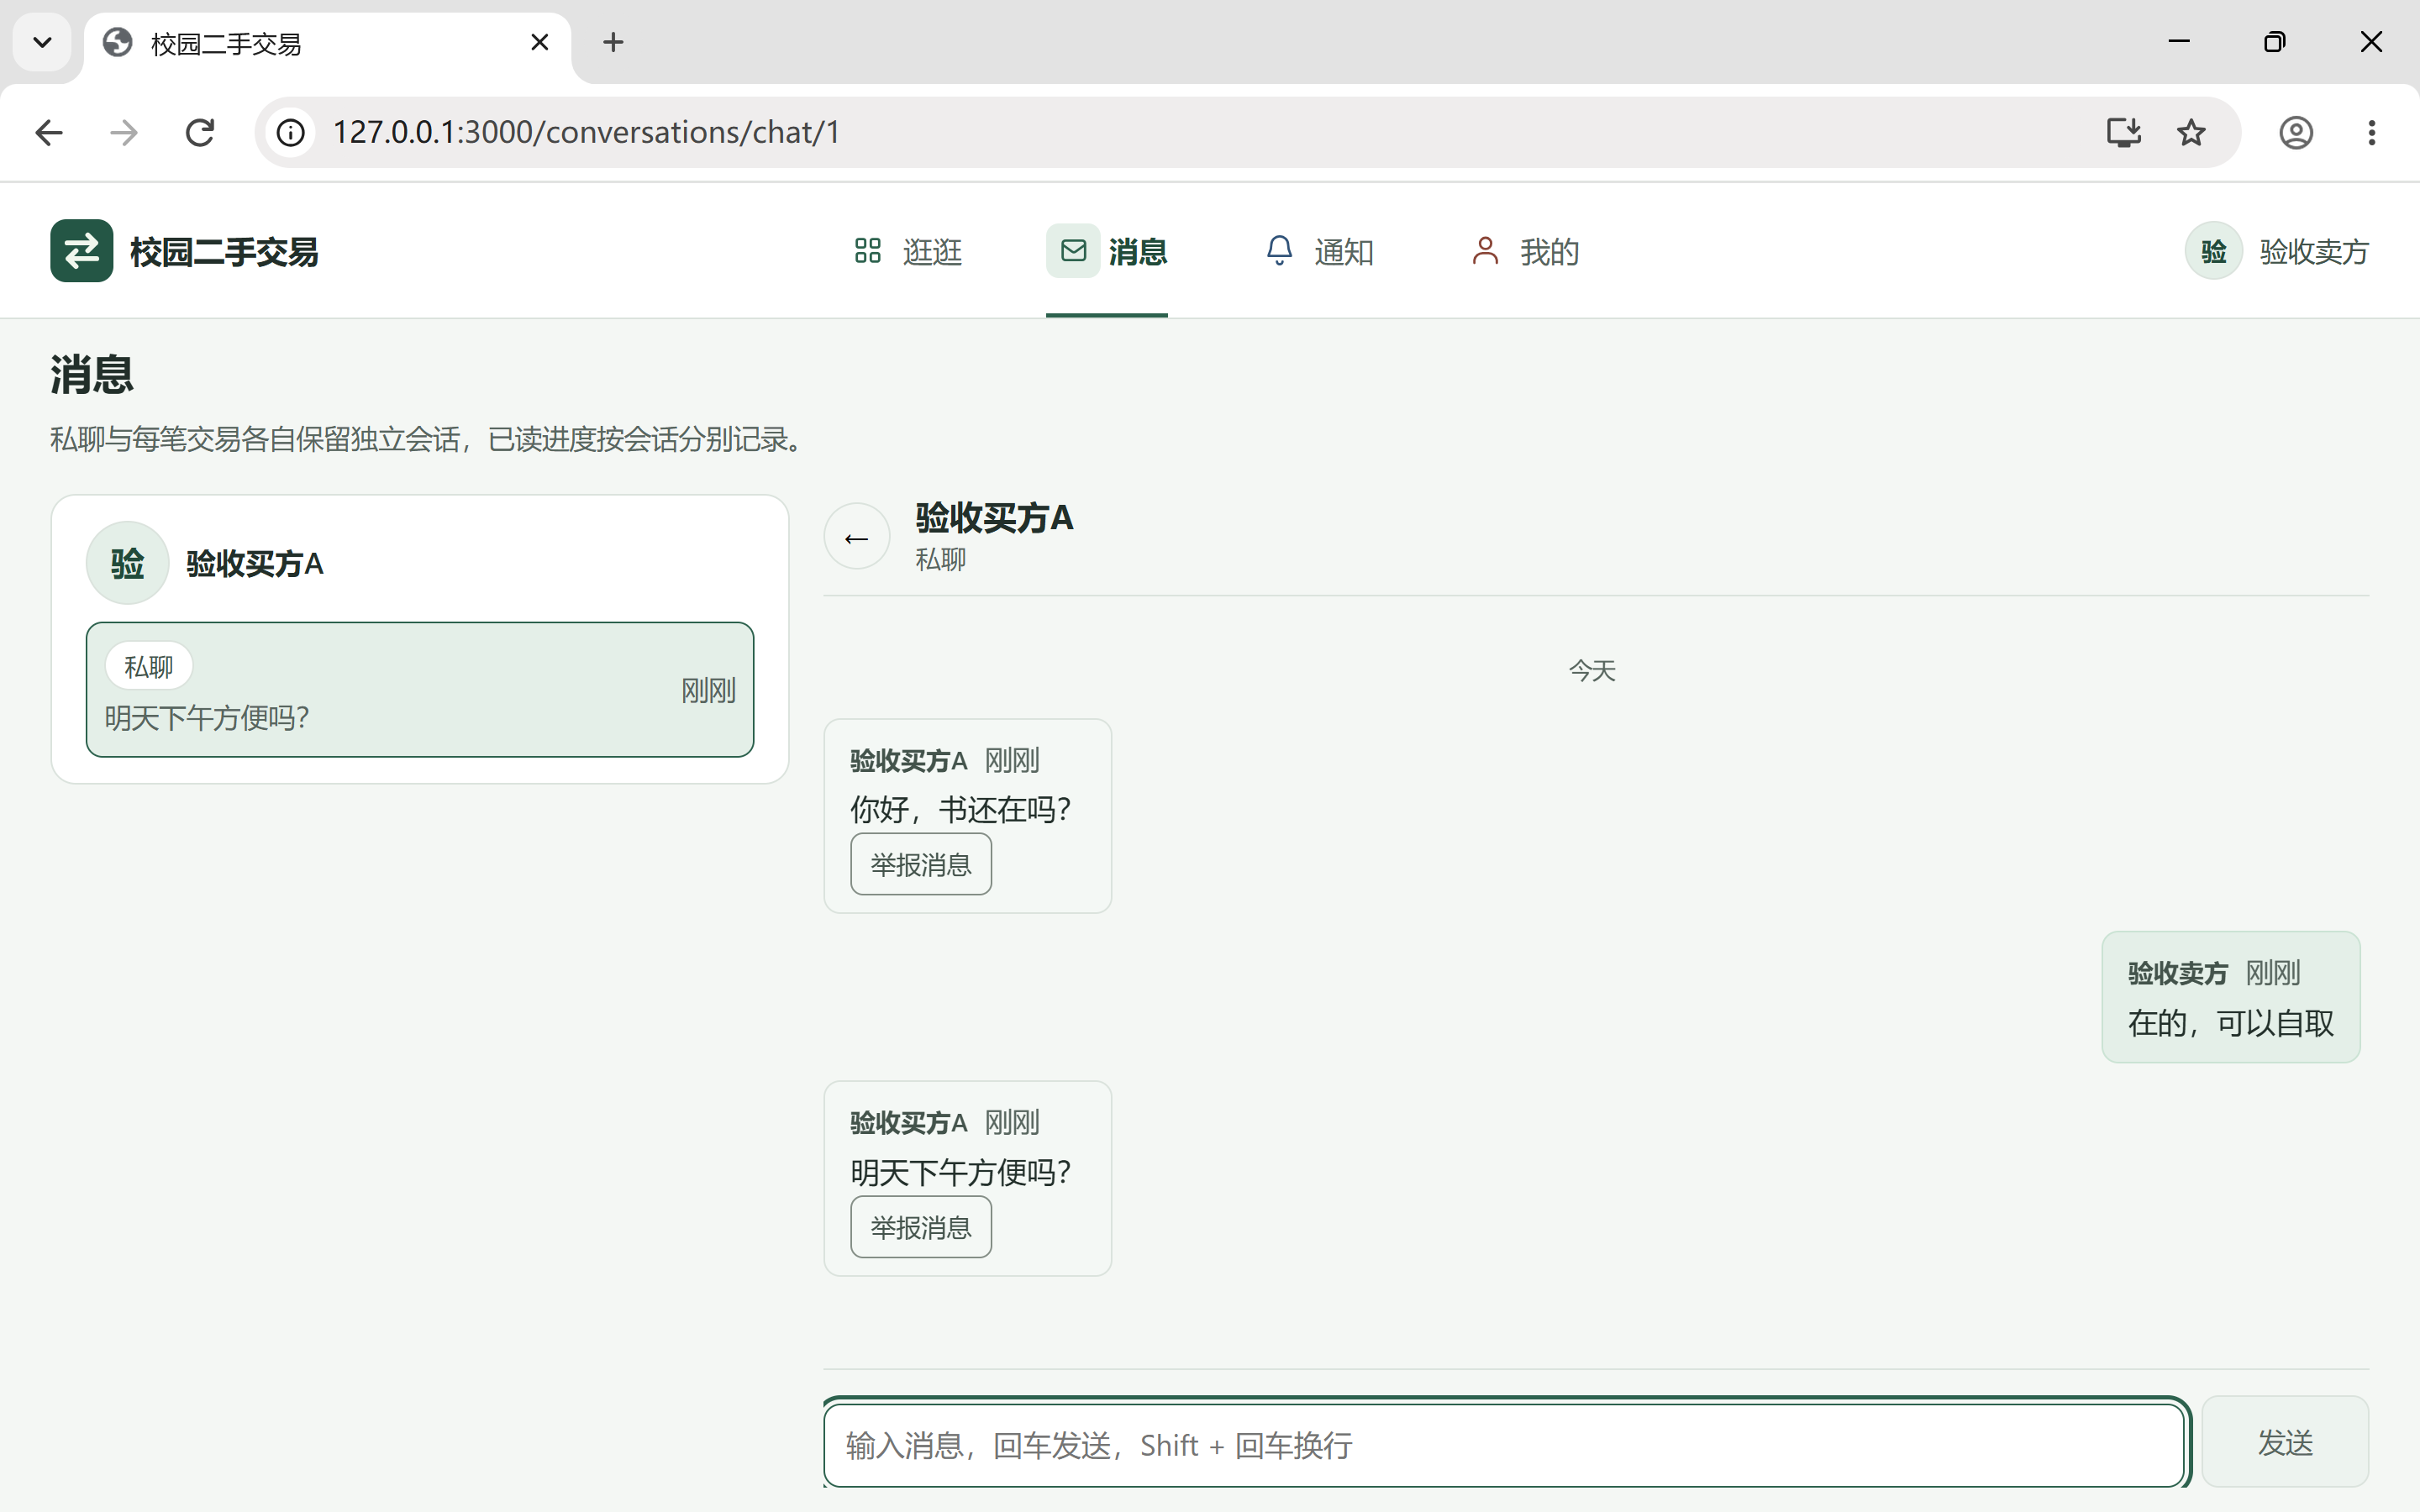 校园二手交易
127.0.0.1:3000/conversations/chat/1
校园二手交易
逛逛
消息
通知
我的
验
验收卖方
消息
私聊与每笔交易各自保留独立会话，已读进度按会话分别记录。
验
验收买方A
私聊
刚刚
明天下午方便吗？
←
验收买方A
私聊
今天
验收买方A 刚刚
你好，书还在吗？
举报消息
验收卖方 刚刚
在的，可以自取
验收买方A 刚刚
明天下午方便吗？
举报消息
输入消息，回车发送，Shift + 回车换行
发送